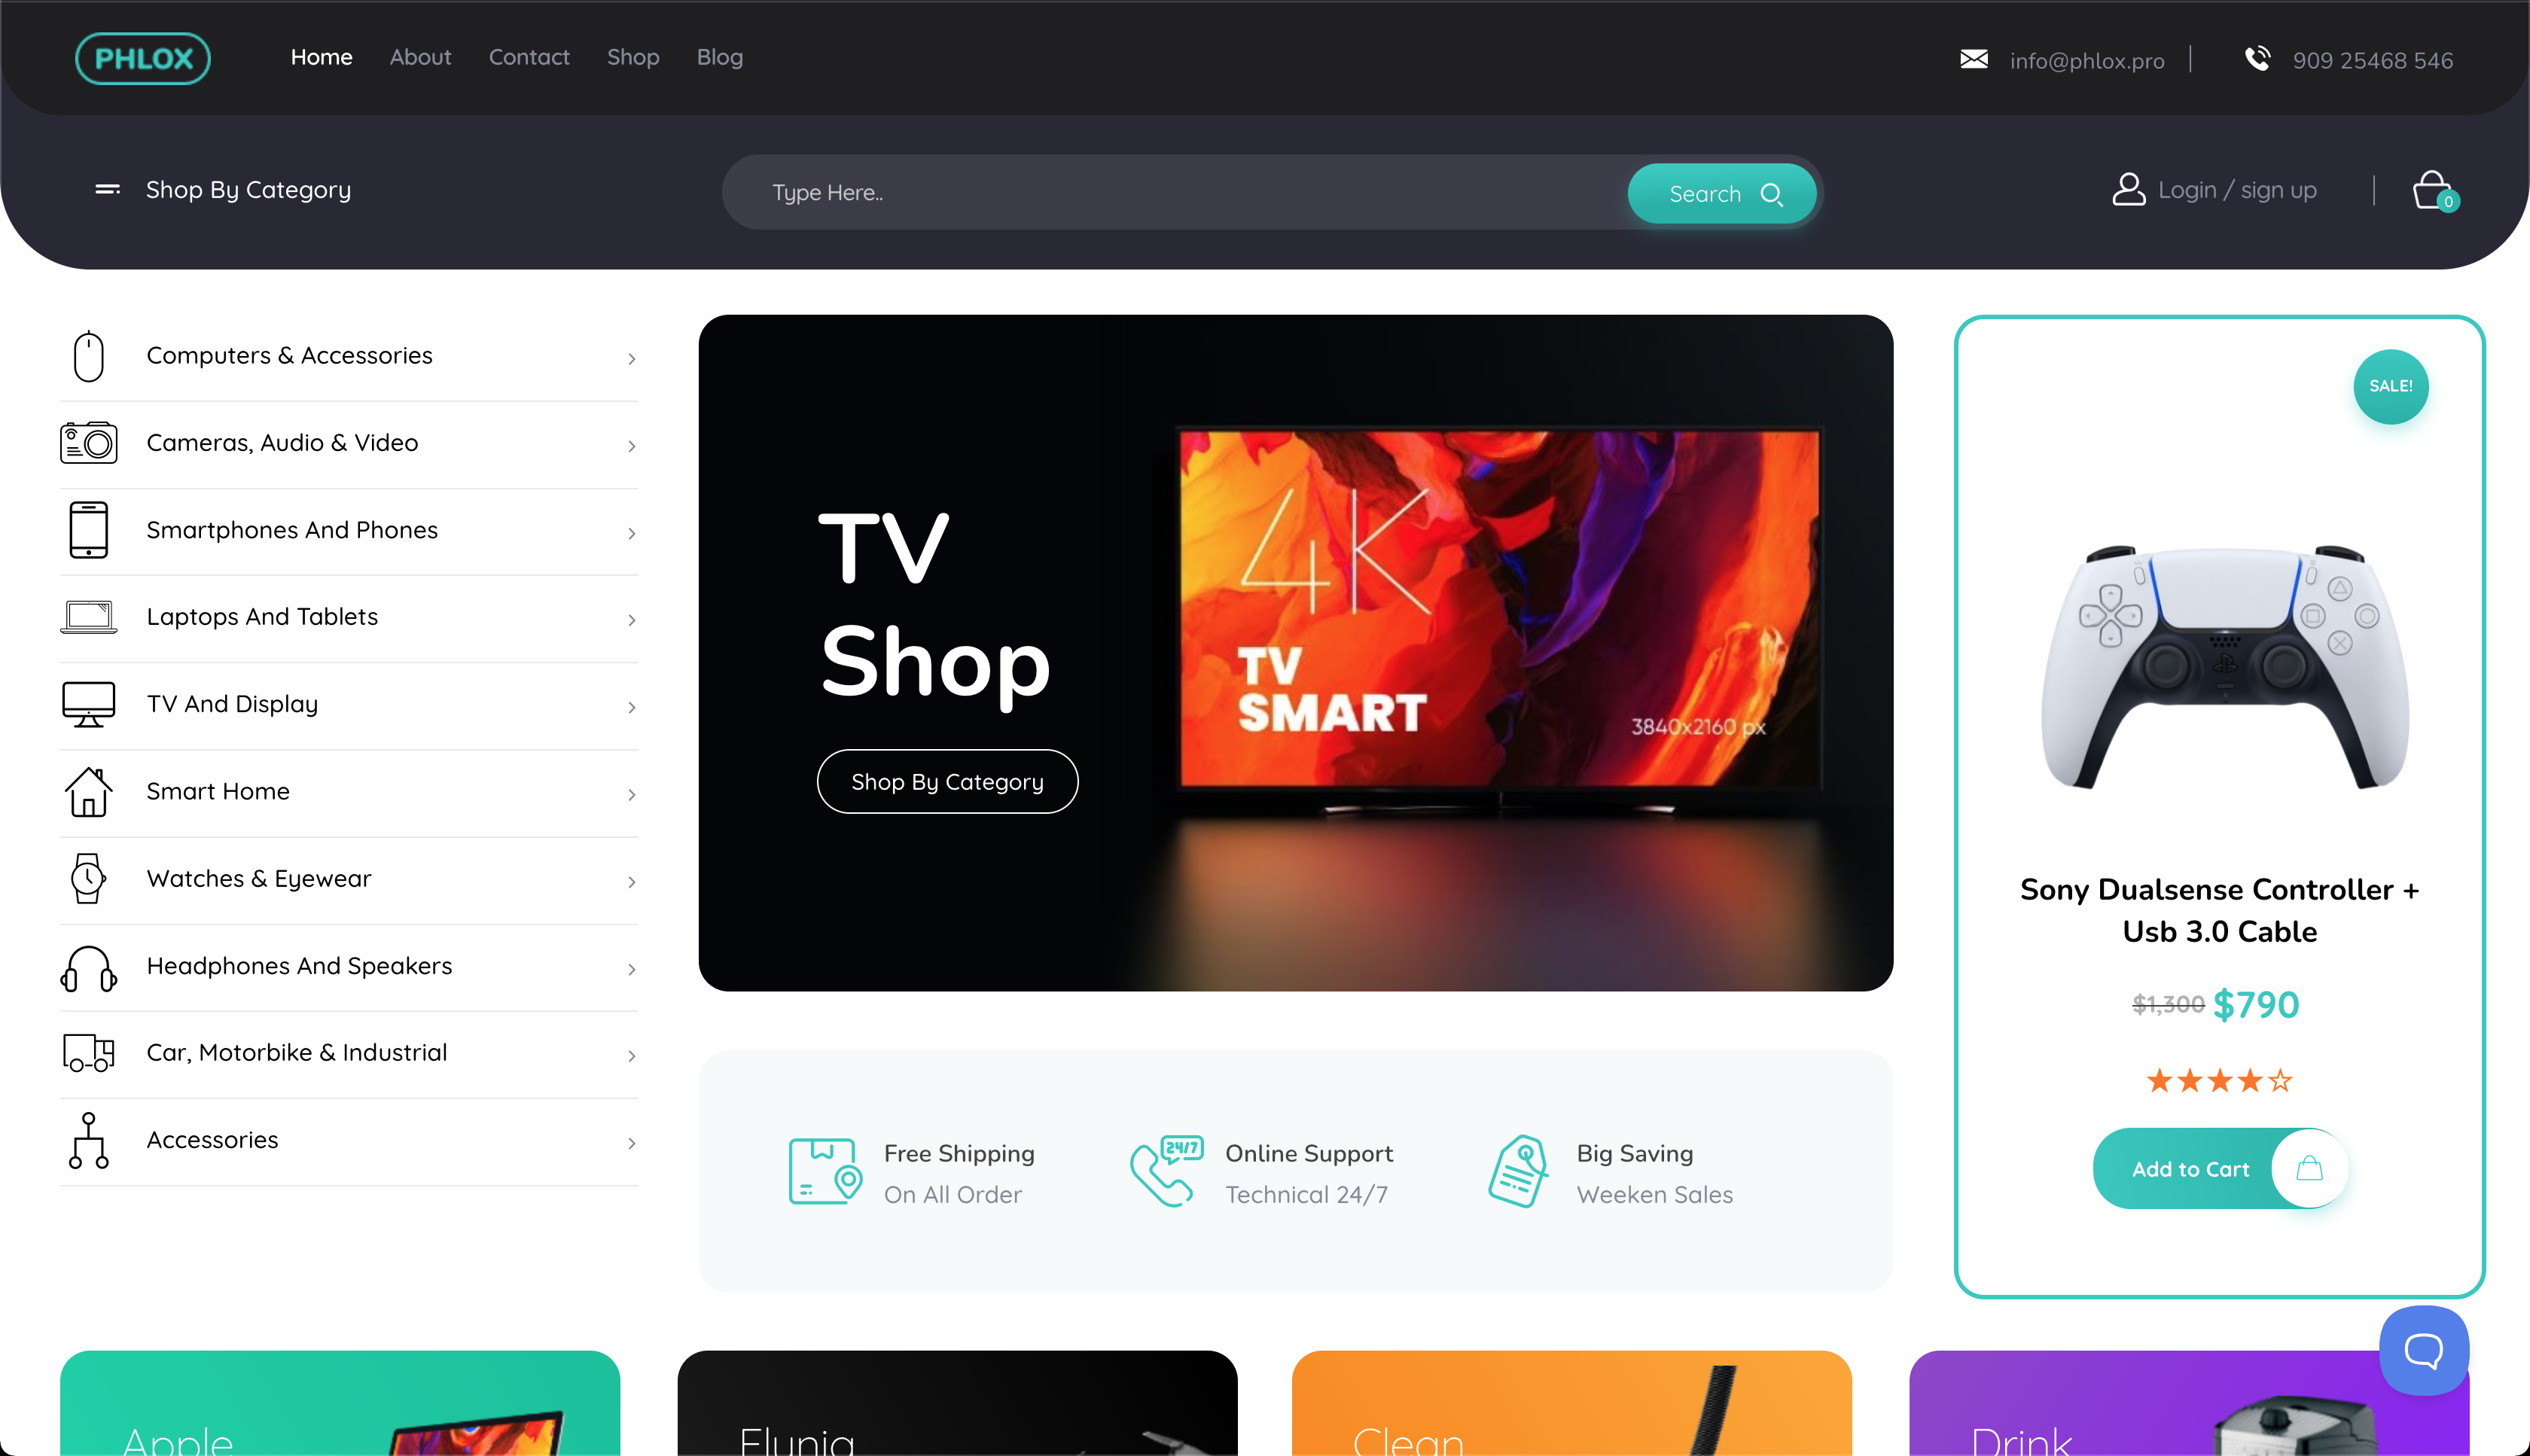 PHLOX
Home
About
Contact
Shop
Blog
info@phlox.pro
909 25468 546
Shop By Category
Type Here..
Search
Login / sign up
0
Computers & Accessories
Cameras, Audio & Video
Smartphones And Phones
Laptops And Tablets
TV And Display
Smart Home
Watches & Eyewear
Headphones And Speakers
Car, Motorbike & Industrial
Accessories
TV
Shop
Shop By Category
4K
TV
SMART
3840x2160 px
Free Shipping
On All Order
24/7
Online Support
Technical 24/7
Big Saving
Weeken Sales
SALE!
Sony Dualsense Controller +
Usb 3.0 Cable
$1,300 $790
Add to Cart
Apple
Clean
Drink